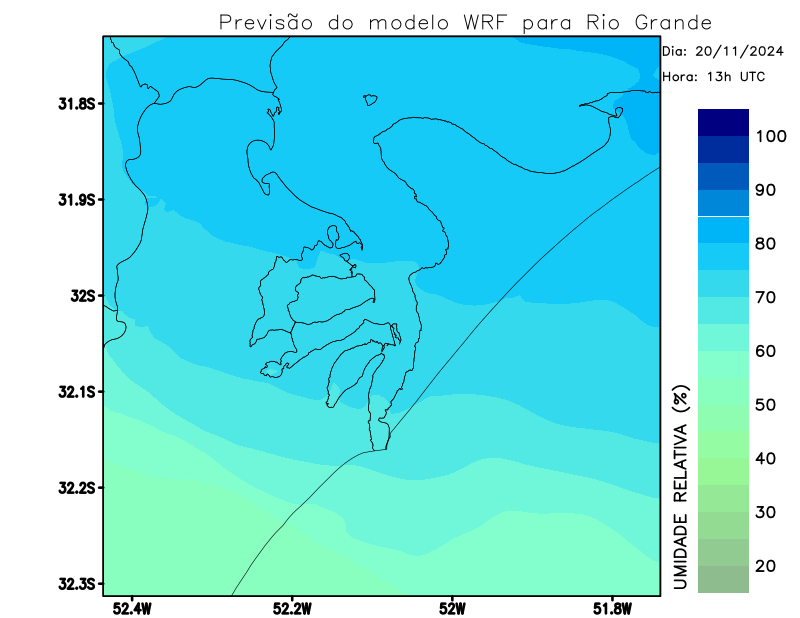 Previsão do modelo WRF para Rio Grande
Dia: 20/11/2024
Hora: 13h UTC
31.8S
31.9S
32S
32.1S
32.2S
32.3S
52.4W
52.2W
52W
51.8W
UMIDADE RELATIVA (%)
100
90
80
70
60
50
40
30
20